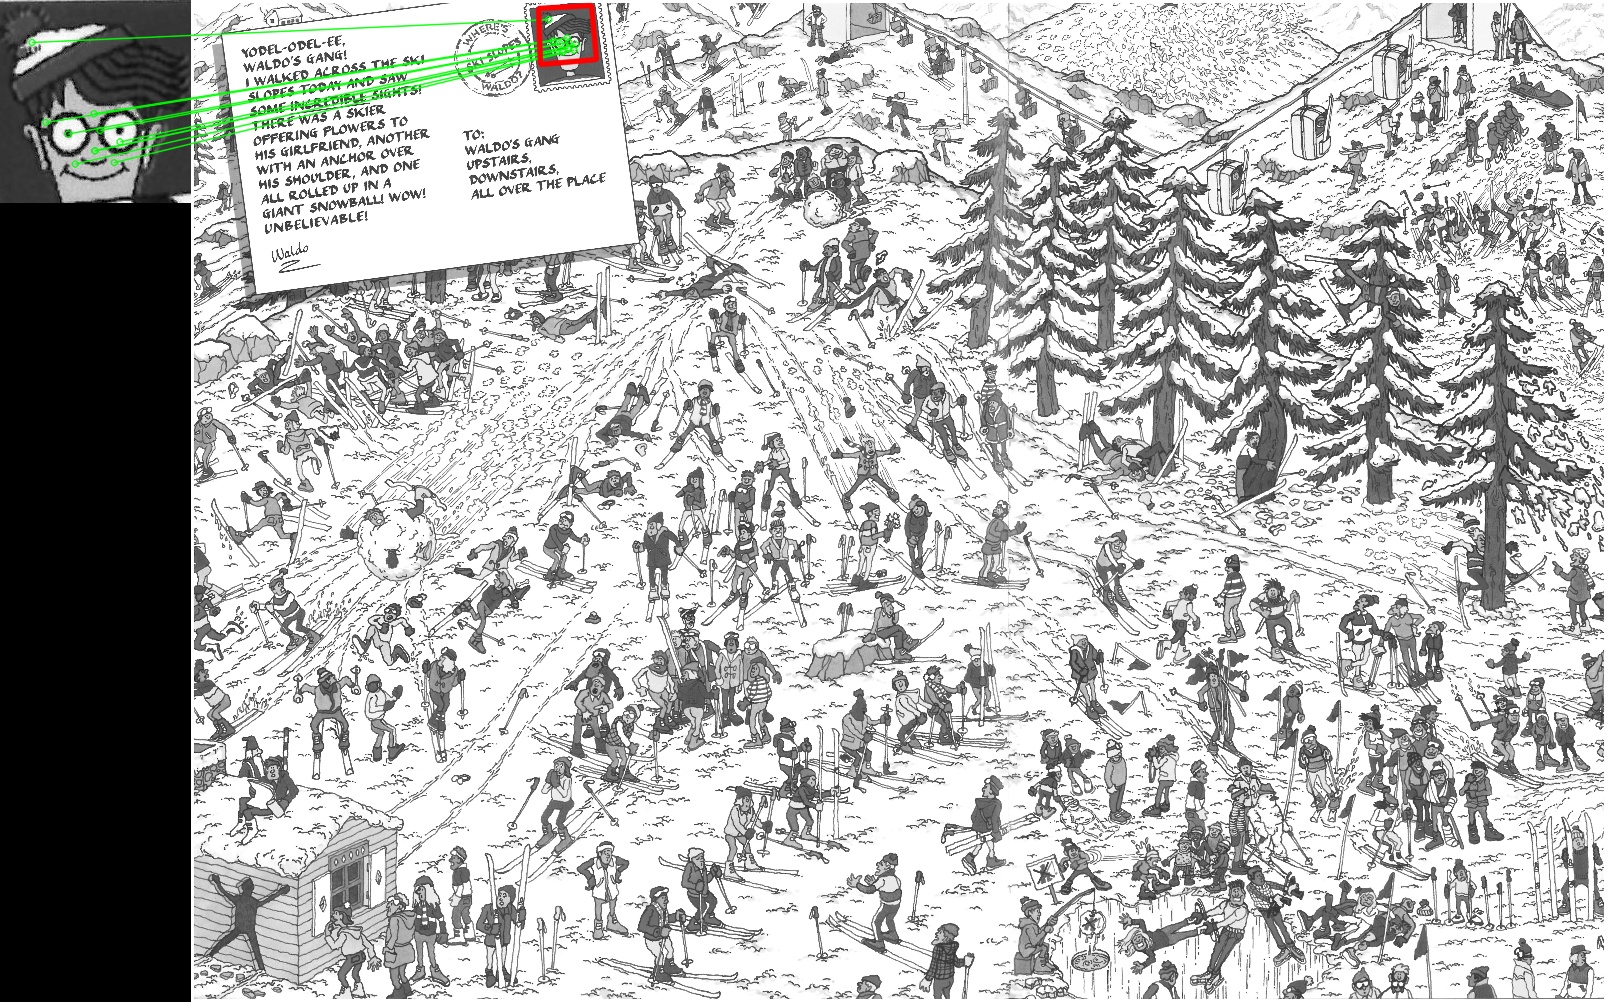 YODEL-ODEL-EE,
WALDO'S GANG!
I WALKED ACROSS THE SKI
SLOPES TODAY AND SAW
SOME INCREDIBLE SIGHTS!
THERE WAS A SKIER
OFFERING FLOWERS TO
HIS GIRLFRIEND, ANOTHER
WITH AN ANCHOR OVER
HIS SHOULDER, AND ONE
ALL ROLLED UP IN A
GIANT SNOWBALL! WOW!
UNBELIEVABLE!
Waldo
WHERE'S
SKI SLOPES
WALDO
TO:
WALDO'S GANG
UPSTAIRS,
DOWNSTAIRS,
ALL OVER THE PLACE